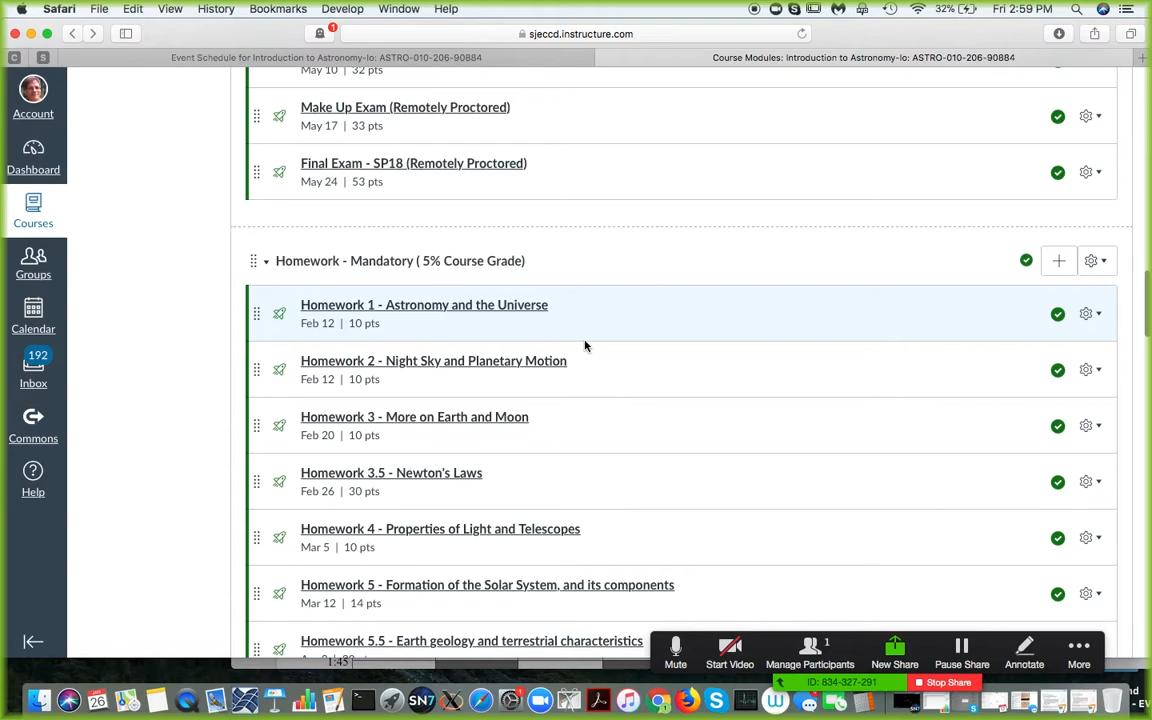 Safari File Edit View History Bookmarks Develop Window Help 32% Fri 2:59 PM
1 sjeccd.instructure.com
C S Event Schedule for Introduction to Astronomy-lo: ASTRO-010-206-90884 Course Modules: Introduction to Astronomy-lo: ASTRO-010-206-90884
May 10 | 32 pts
Account
Make Up Exam (Remotely Proctored)
May 17 | 33 pts
Dashboard
Final Exam - SP18 (Remotely Proctored)
May 24 | 53 pts
Courses
Groups
Homework - Mandatory ( 5% Course Grade)
Homework 1 - Astronomy and the Universe
Feb 12 | 10 pts
Calendar
192
Inbox
Homework 2 - Night Sky and Planetary Motion
Feb 12 | 10 pts
Commons
Homework 3 - More on Earth and Moon
Feb 20 | 10 pts
Help
Homework 3.5 - Newton's Laws
Feb 26 | 30 pts
Homework 4 - Properties of Light and Telescopes
Mar 5 | 10 pts
Homework 5 - Formation of the Solar System, and its components
Mar 12 | 14 pts
Homework 5.5 - Earth geology and terrestrial characteristics
1:45
1
Mute Start Video Manage Participants New Share Pause Share Annotate More
ID: 834-327-291 Stop Share
26 SN7